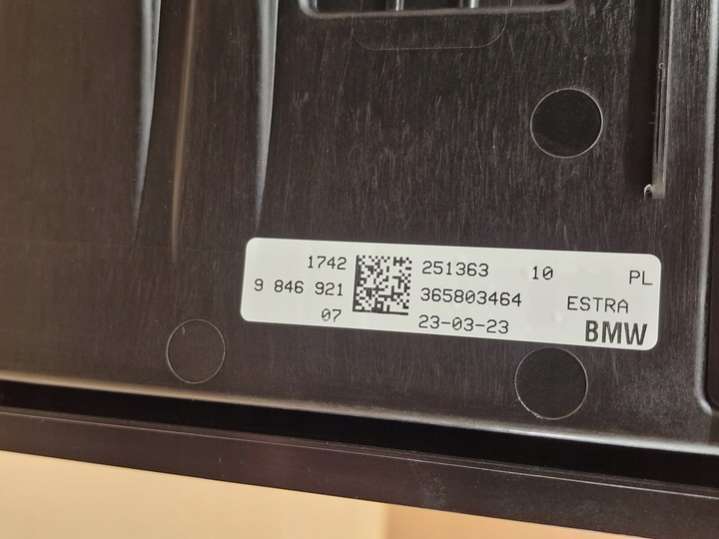 1742 251363 10 PL
9 846 921 365803464 ESTRA
07 23-03-23 BMW